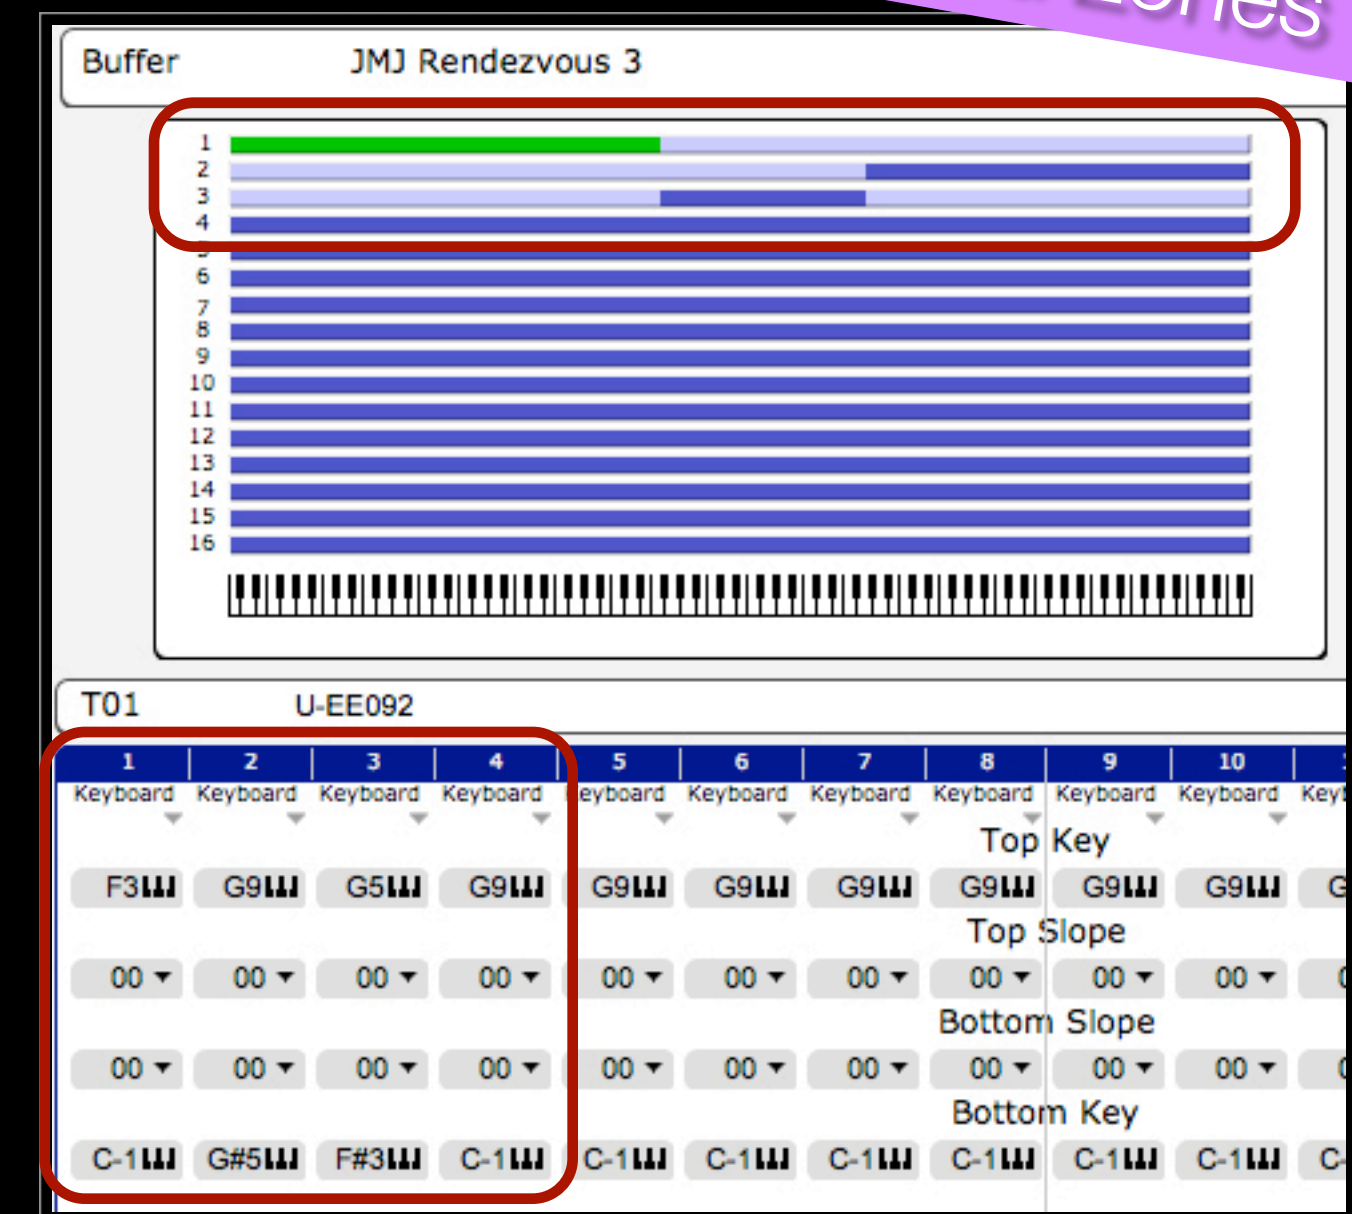 zones
Buffer JMJ Rendezvous 3
1
2
3
4
6
7
8
9
10
11
12
13
14
15
16
T01 U-EE092
1 2 3 4 5 6 7 8 9 10
Keyboard Keyboard Keyboard Keyboard Keyboard Keyboard Keyboard Keyboard Keyboard
Top Key
F3 G9 G5 G9 G9 G9 G9 G9 G9 G9
Top Slope
00 00 00 00 00 00 00 00 00 00
Bottom Slope
00 00 00 00 00 00 00 00 00 00
Bottom Key
C-1 G#5 F#3 C-1 C-1 C-1 C-1 C-1 C-1 C-1